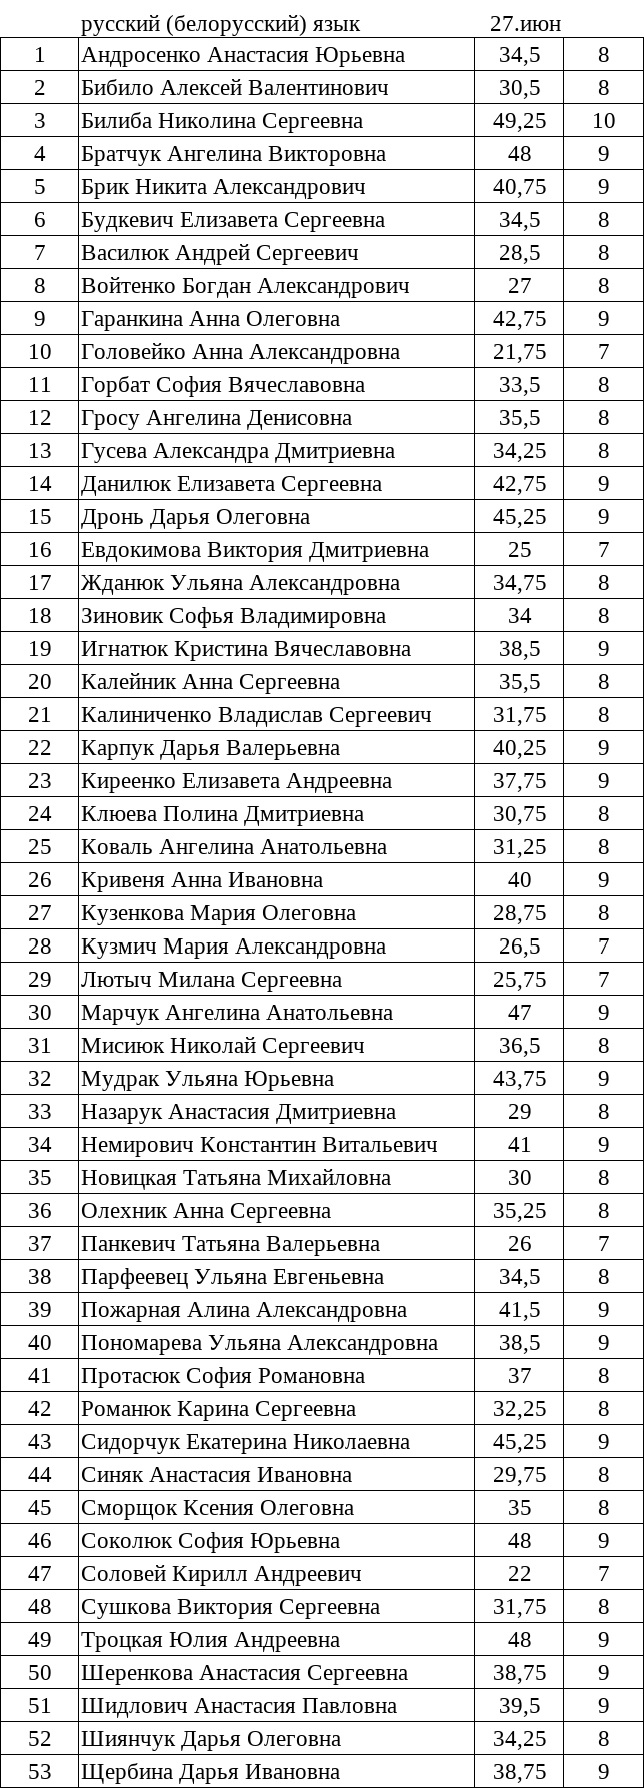 русский (белорусский) язык 27.июн
1 Андросенко Анастасия Юрьевна 34,5 8
2 Бибило Алексей Валентинович 30,5 8
3 Билиба Николина Сергеевна 49,25 10
4 Братчук Ангелина Викторовна 48 9
5 Брик Никита Александрович 40,75 9
6 Будкевич Елизавета Сергеевна 34,5 8
7 Василюк Андрей Сергеевич 28,5 8
8 Войтенко Богдан Александрович 27 8
9 Гаранкина Анна Олеговна 42,75 9
10 Головейко Анна Александровна 21,75 7
11 Горбат София Вячеславовна 33,5 8
12 Гросу Ангелина Денисовна 35,5 8
13 Гусева Александра Дмитриевна 34,25 8
14 Данилюк Елизавета Сергеевна 42,75 9
15 Дронь Дарья Олеговна 45,25 9
16 Евдокимова Виктория Дмитриевна 25 7
17 Жданюк Ульяна Александровна 34,75 8
18 Зиновик Софья Владимировна 34 8
19 Игнатюк Кристина Вячеславовна 38,5 9
20 Калейник Анна Сергеевна 35,5 8
21 Калиниченко Владислав Сергеевич 31,75 8
22 Карпук Дарья Валерьевна 40,25 9
23 Киреенко Елизавета Андреевна 37,75 9
24 Клюева Полина Дмитриевна 30,75 8
25 Коваль Ангелина Анатольевна 31,25 8
26 Кривеня Анна Ивановна 40 9
27 Кузенкова Мария Олеговна 28,75 8
28 Кузмич Мария Александровна 26,5 7
29 Лютыч Милана Сергеевна 25,75 7
30 Марчук Ангелина Анатольевна 47 9
31 Мисиюк Николай Сергеевич 36,5 8
32 Мудрак Ульяна Юрьевна 43,75 9
33 Назарук Анастасия Дмитриевна 29 8
34 Немирович Константин Витальевич 41 9
35 Новицкая Татьяна Михайловна 30 8
36 Олехник Анна Сергеевна 35,25 8
37 Панкевич Татьяна Валерьевна 26 7
38 Парфеевец Ульяна Евгеньевна 34,5 8
39 Пожарная Алина Александровна 41,5 9
40 Пономарева Ульяна Александровна 38,5 9
41 Протасюк София Романовна 37 8
42 Романюк Карина Сергеевна 32,25 8
43 Сидорчук Екатерина Николаевна 45,25 9
44 Синяк Анастасия Ивановна 29,75 8
45 Сморщок Ксения Олеговна 35 8
46 Соколюк София Юрьевна 48 9
47 Соловей Кирилл Андреевич 22 7
48 Сушкова Виктория Сергеевна 31,75 8
49 Троцкая Юлия Андреевна 48 9
50 Шеренкова Анастасия Сергеевна 38,75 9
51 Шидлович Анастасия Павловна 39,5 9
52 Шиянчук Дарья Олеговна 34,25 8
53 Щербина Дарья Ивановна 38,75 9